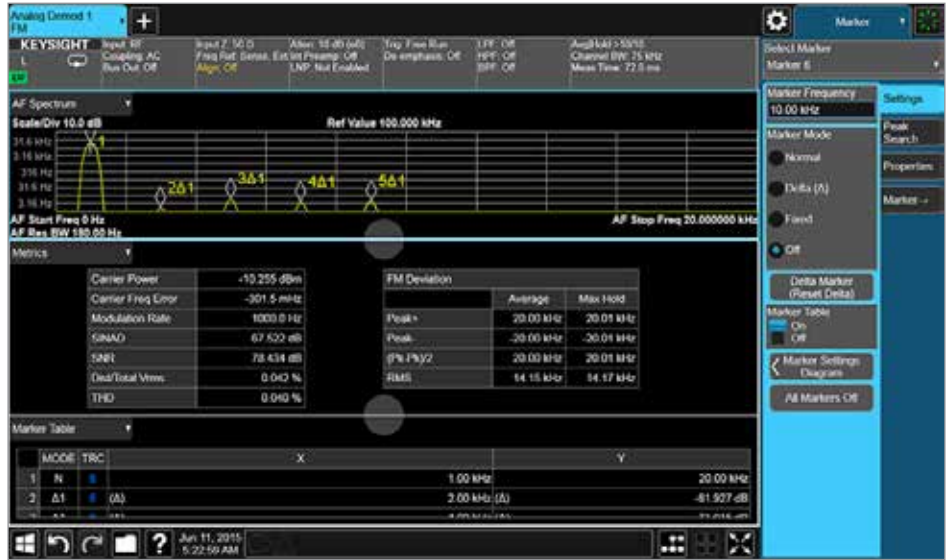 Analog Demod 1
FM
+
Marker
KEYSIGHT
L
Input: RF
Coupling: AC
Bus Out: Off
Input Z: 50 Ω
Freq Ref: Sense, Ext
Align: Off
Atten: 10 dB
Int Preamp: Off
LNP: Not Enabled
Trig: Free Run
De-emphasis: Off
LPF: Off
HPF: Off
BPF: Off
Channel BW: 75 kHz
Meas Time: 72.0 ms
Select Marker
Marker 6
AF Spectrum
Scale/Div 10.0 dB
Ref Value 100.000 kHz
31.6 kHz
3.16 kHz
316 Hz
31.6 Hz
3.16 Hz
1
2Δ1
3Δ1
4Δ1
5Δ1
AF Start Freq 0 Hz
AF Stop Freq 20.000000 kHz
AF Res BW 180.00 Hz
Metrics
Carrier Power -10.255 dBm
Carrier Freq Error -301.5 mHz
Modulation Rate 1000.0 Hz
SINAD 67.522 dB
SNR 78.434 dB
Dist/Total Vrms 0.042 %
THD 0.040 %
FM Deviation
Average Max Hold
Peak+ 20.00 kHz 20.01 kHz
Peak- -20.00 kHz -20.01 kHz
(Pk-Pk)/2 20.00 kHz 20.01 kHz
RMS 14.15 kHz 14.17 kHz
Marker Table
MODE TRC X Y
1 N 1.00 kHz 20.00 kHz
2 Δ1 (Δ) 2.00 kHz (Δ) -81.927 dB
Marker Frequency
10.00 kHz
Marker Mode
Normal
Delta (Δ)
Fixed
Off
Delta Marker
(Reset Delta)
Marker Table
On
Off
Marker Settings
Diagram
All Markers Off
Settings
Peak
Search
Properties
Marker→
?
Jun 11, 2015
5:22:59 AM